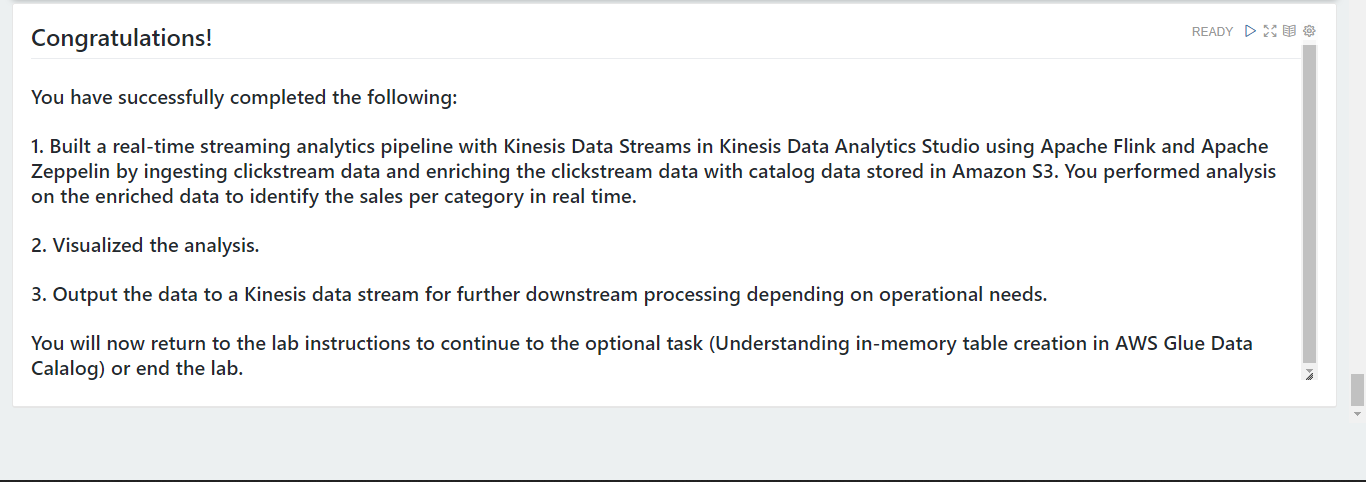 Congratulations!
READY
You have successfully completed the following:
1. Built a real-time streaming analytics pipeline with Kinesis Data Streams in Kinesis Data Analytics Studio using Apache Flink and Apache
Zeppelin by ingesting clickstream data and enriching the clickstream data with catalog data stored in Amazon S3. You performed analysis
on the enriched data to identify the sales per category in real time.
2. Visualized the analysis.
3. Output the data to a Kinesis data stream for further downstream processing depending on operational needs.
You will now return to the lab instructions to continue to the optional task (Understanding in-memory table creation in AWS Glue Data
Calalog) or end the lab.